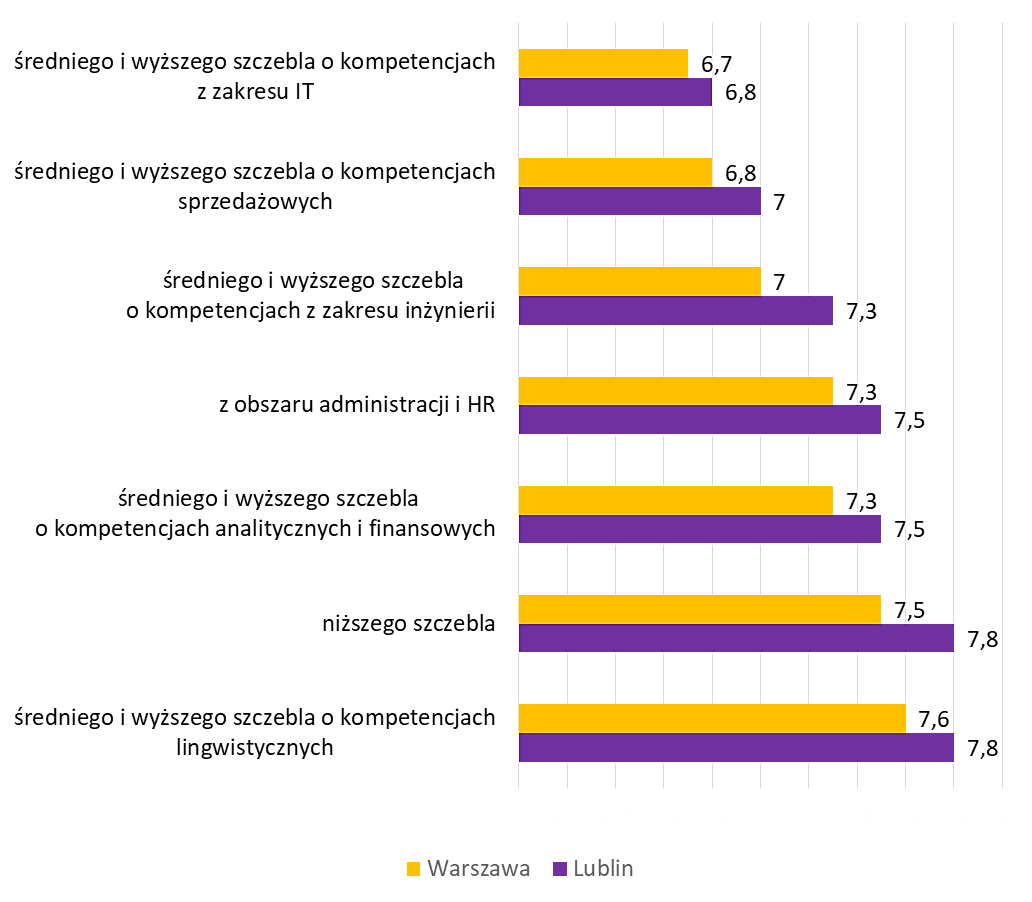 średniego i wyższego szczebla o kompetencjach
z zakresu IT
6,7
6,8
średniego i wyższego szczebla o kompetencjach
sprzedażowych
6,8
7
średniego i wyższego szczebla
o kompetencjach z zakresu inżynierii
7
7,3
z obszaru administracji i HR
7,3
7,5
średniego i wyższego szczebla
o kompetencjach analitycznych i finansowych
7,3
7,5
niższego szczebla
7,5
7,8
średniego i wyższego szczebla o kompetencjach
lingwistycznych
7,6
7,8
Warszawa Lublin